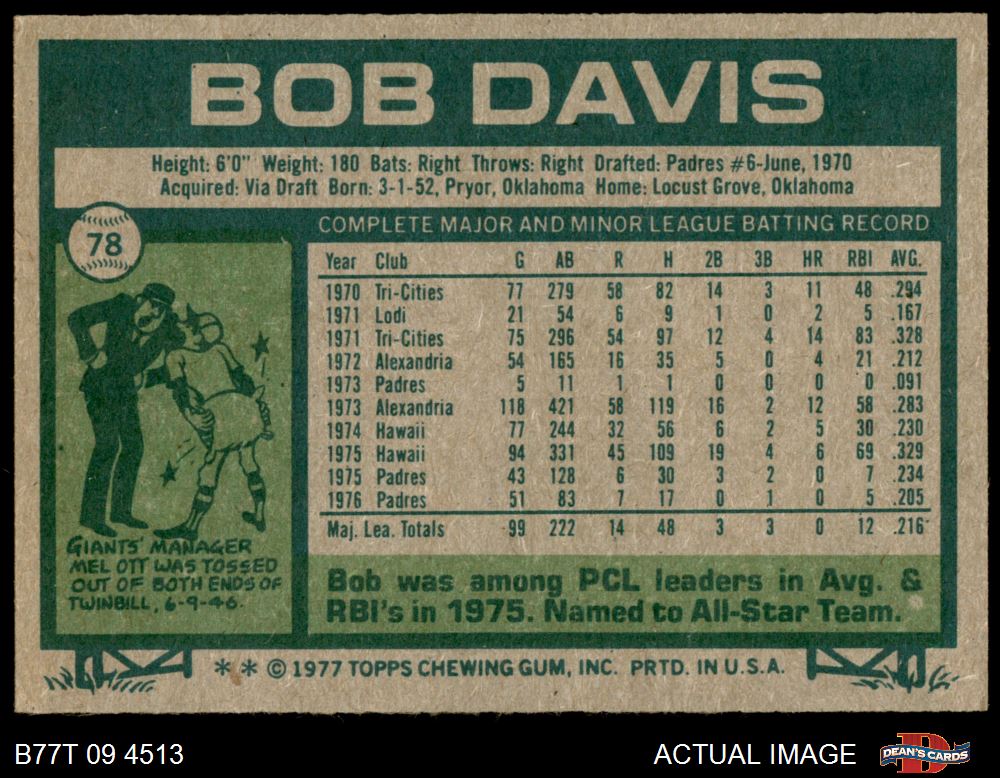 BOB DAVIS
Height: 6'0" Weight: 180 Bats: Right Throws: Right Drafted: Padres #6-June, 1970
Acquired: Via Draft Born: 3-1-52, Pryor, Oklahoma Home: Locust Grove, Oklahoma
78
COMPLETE MAJOR AND MINOR LEAGUE BATTING RECORD
Year Club G AB R H 2B 3B HR RBI AVG.
1970 Tri-Cities 77 279 58 82 14 3 11 48 .294
1971 Lodi 21 54 6 9 1 0 2 5 .167
1971 Tri-Cities 75 296 54 97 12 4 14 83 .328
1972 Alexandria 54 165 16 35 5 0 4 21 .212
1973 Padres 5 11 1 1 0 0 0 0 .091
1973 Alexandria 118 421 58 119 16 2 12 58 .283
1974 Hawaii 77 244 32 56 6 2 5 30 .230
1975 Hawaii 94 331 45 109 19 4 6 69 .329
1975 Padres 43 128 6 30 3 2 0 7 .234
1976 Padres 51 83 7 17 0 1 0 5 .205
Maj. Lea. Totals 99 222 14 48 3 3 0 12 .216
GIANTS' MANAGER
MEL OTT WAS TOSSED
OUT OF BOTH ENDS OF
TWINBILL, 6-9-46.
Bob was among PCL leaders in Avg. &
RBI's in 1975. Named to All-Star Team.
** © 1977 TOPPS CHEWING GUM, INC. PRTD. IN U.S.A.
B77T 09 4513
ACTUAL IMAGE
DEAN'S CARDS